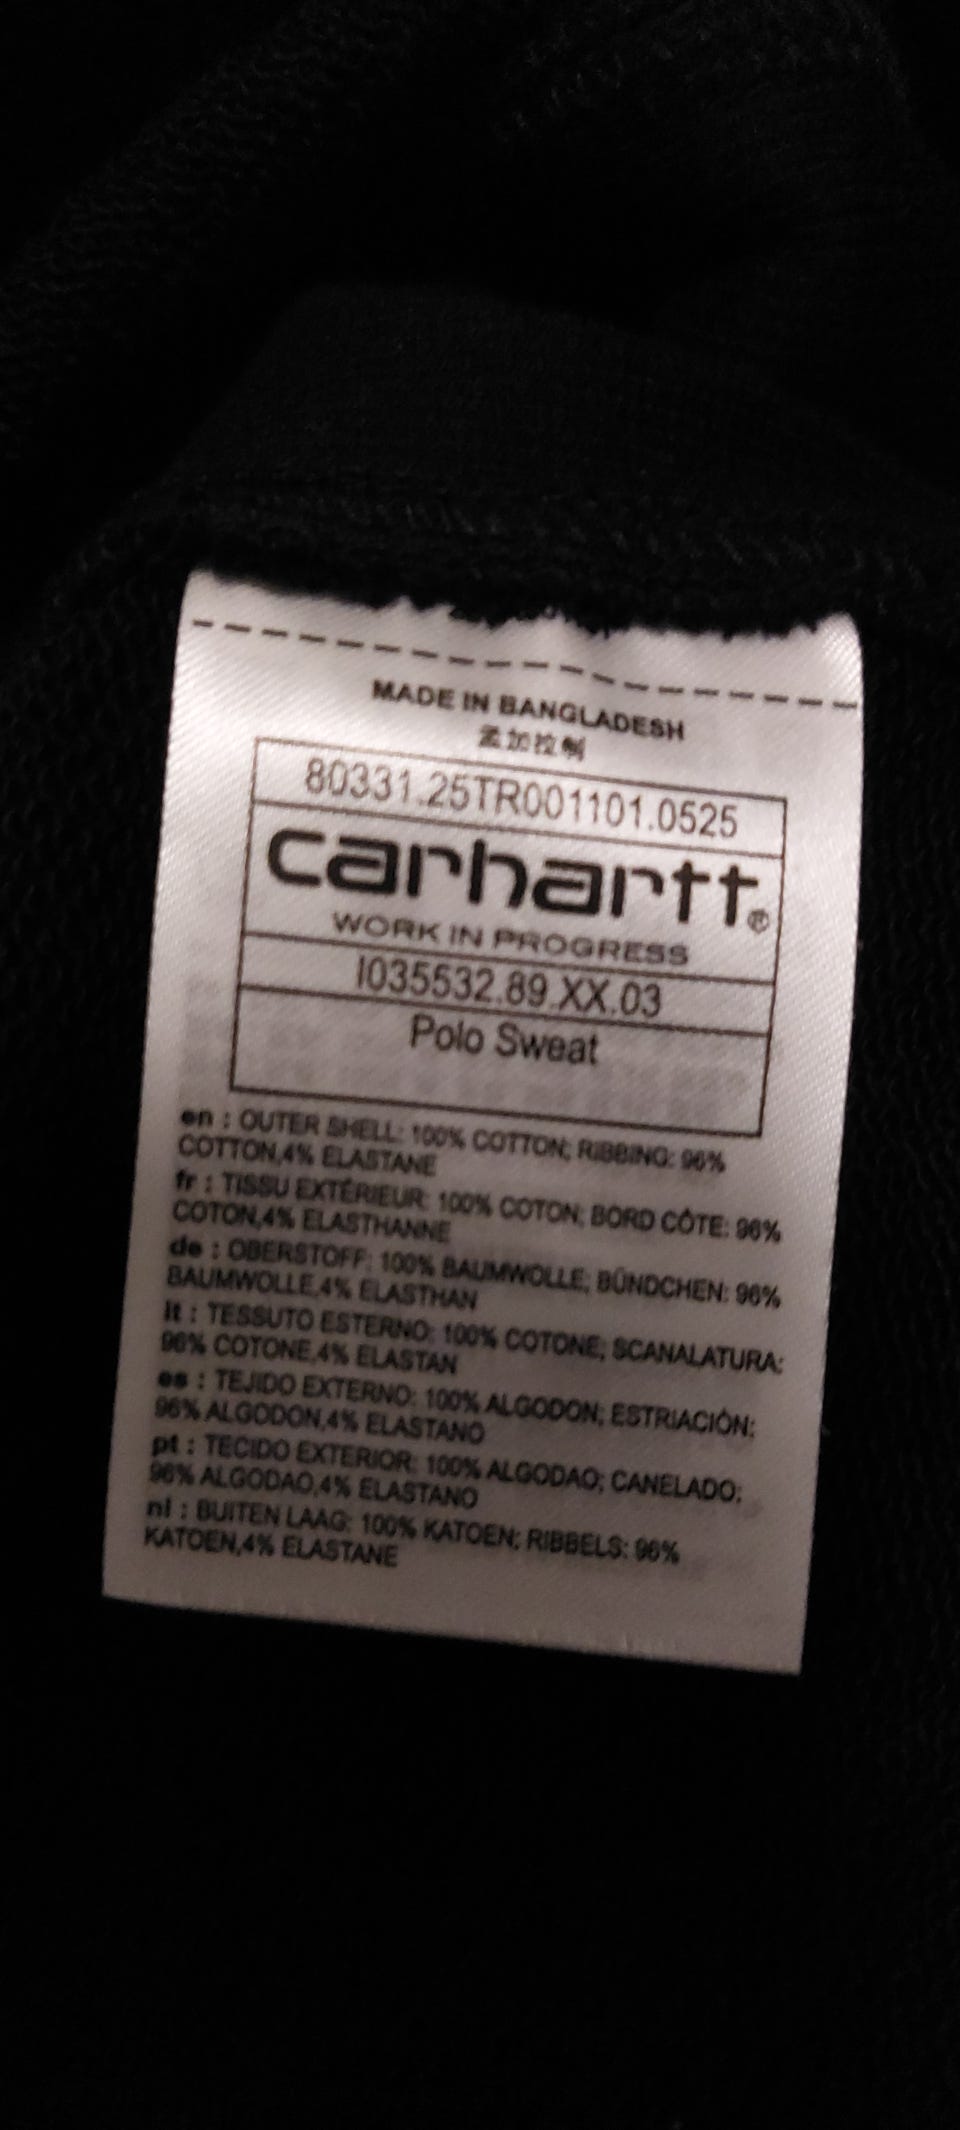 MADE IN BANGLADESH
孟加拉制
80331.25TR001101.0525
carhartt®
WORK IN PROGRESS
I035532.89.XX.03
Polo Sweat
en : OUTER SHELL: 100% COTTON; RIBBING: 96%
COTTON,4% ELASTANE
fr : TISSU EXTÉRIEUR: 100% COTON; BORD CÔTE: 96%
COTON,4% ELASTHANNE
de : OBERSTOFF: 100% BAUMWOLLE; BÜNDCHEN: 96%
BAUMWOLLE,4% ELASTHAN
it : TESSUTO ESTERNO: 100% COTONE; SCANALATURA:
96% COTONE,4% ELASTAN
es : TEJIDO EXTERNO: 100% ALGODON; ESTRIACIÓN:
96% ALGODON,4% ELASTANO
pt : TECIDO EXTERIOR: 100% ALGODAO; CANELADO:
96% ALGODAO,4% ELASTANO
nl : BUITEN LAAG: 100% KATOEN; RIBBELS: 96%
KATOEN,4% ELASTANE